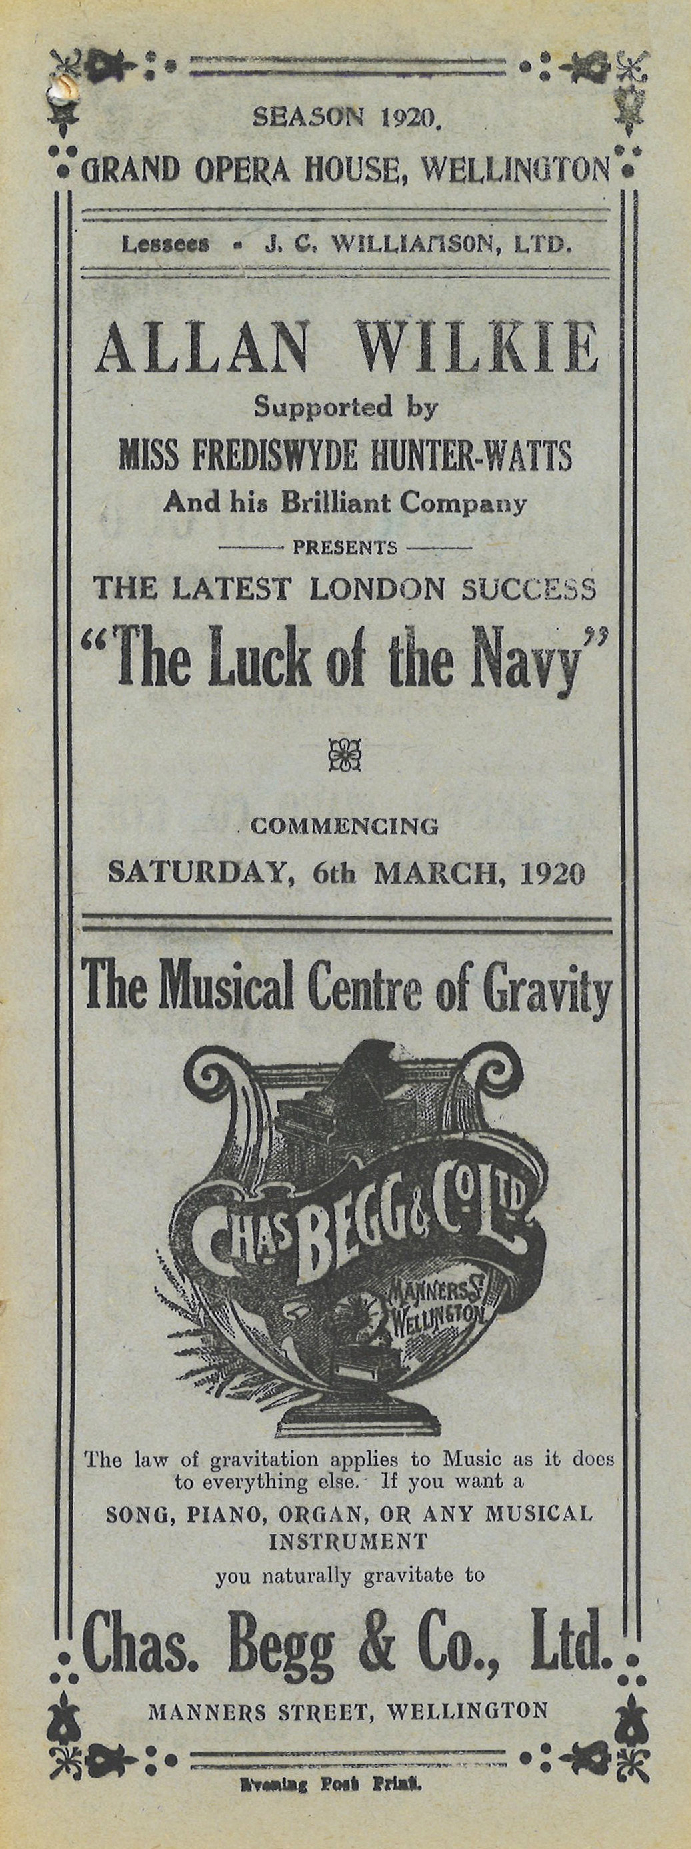 SEASON 1920.
GRAND OPERA HOUSE, WELLINGTON
Lessees - J. C. WILLIAMSON, LTD.
ALLAN WILKIE
Supported by
MISS FREDISWYDE HUNTER-WATTS
And his Brilliant Company
PRESENTS
THE LATEST LONDON SUCCESS
"The Luck of the Navy"
COMMENCING
SATURDAY, 6th MARCH, 1920
The Musical Centre of Gravity
CHAS BEGG & CO LTD
MANNERS ST
WELLINGTON
The law of gravitation applies to Music as it does
to everything else. If you want a
SONG, PIANO, ORGAN, OR ANY MUSICAL
INSTRUMENT
you naturally gravitate to
Chas. Begg & Co., Ltd.
MANNERS STREET, WELLINGTON
Evening Post Print.